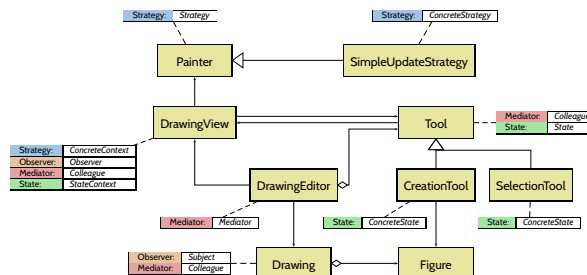 Strategy: Strategy
Strategy: ConcreteStrategy
Painter
SimpleUpdateStrategy
DrawingView
Tool
Mediator: Colleague
State: State
Strategy: ConcreteContext
Observer: Observer
Mediator: Colleague
State: StateContext
DrawingEditor
CreationTool
SelectionTool
Mediator: Mediator
State: ConcreteState
State: ConcreteState
Observer: Subject
Mediator: Colleague
Drawing
Figure